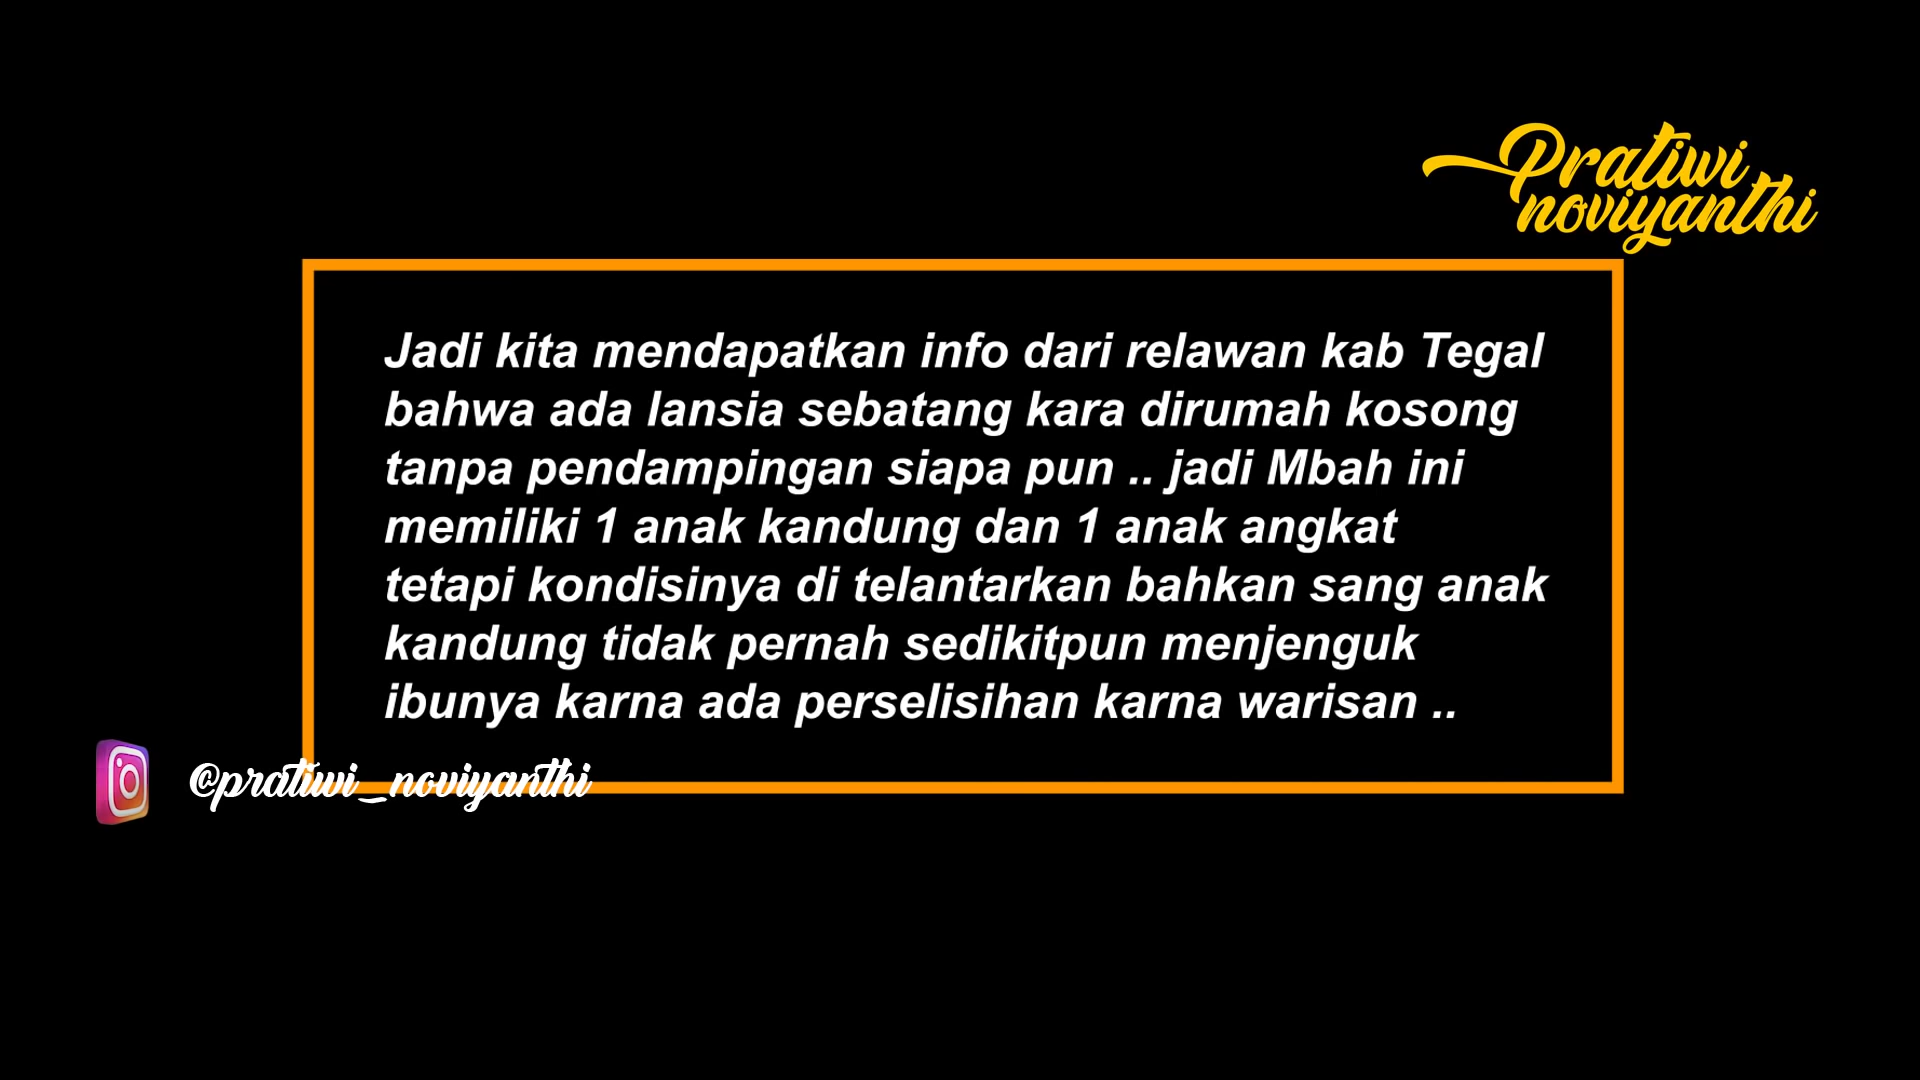 Pratiwi
noviyanthi
Jadi kita mendapatkan info dari relawan kab Tegal
bahwa ada lansia sebatang kara dirumah kosong
tanpa pendampingan siapa pun .. jadi Mbah ini
memiliki 1 anak kandung dan 1 anak angkat
tetapi kondisinya di telantarkan bahkan sang anak
kandung tidak pernah sedikitpun menjenguk
ibunya karna ada perselisihan karna warisan ..
@pratiwi_noviyanthi